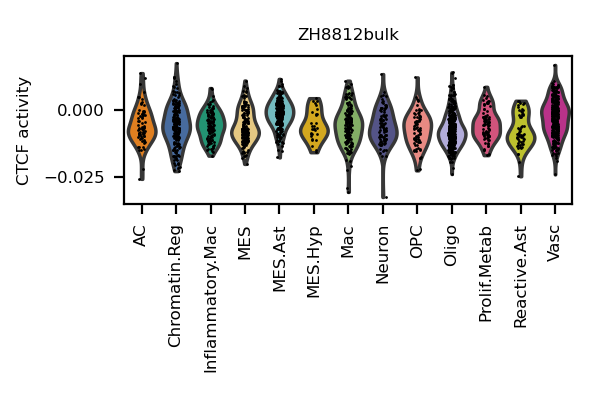 ZH8812bulk
CTCF activity
0.000
−0.025
AC
Chromatin.Reg
Inflammatory.Mac
MES
MES.Ast
MES.Hyp
Mac
Neuron
OPC
Oligo
Prolif.Metab
Reactive.Ast
Vasc